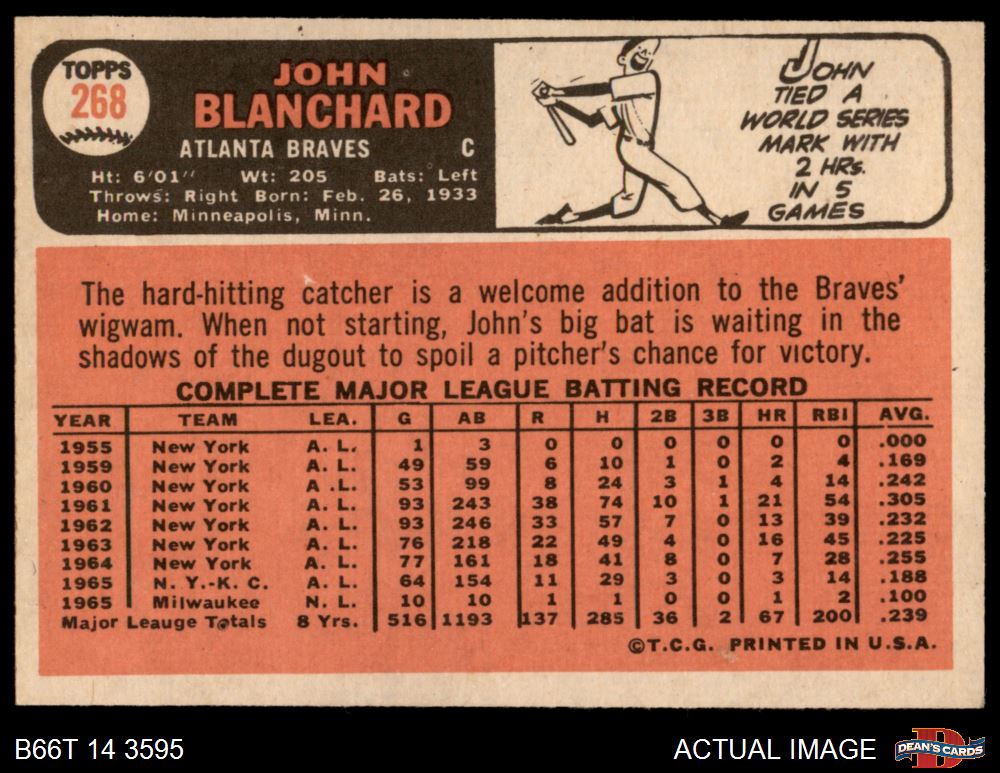 TOPPS
268
JOHN
BLANCHARD
ATLANTA BRAVES C
Ht: 6'01" Wt: 205 Bats: Left
Throws: Right Born: Feb. 26, 1933
Home: Minneapolis, Minn.
JOHN
TIED A
WORLD SERIES
MARK WITH
2 HRs.
IN 5
GAMES
The hard-hitting catcher is a welcome addition to the Braves'
wigwam. When not starting, John's big bat is waiting in the
shadows of the dugout to spoil a pitcher's chance for victory.
COMPLETE MAJOR LEAGUE BATTING RECORD
YEAR TEAM LEA. G AB R H 2B 3B HR RBI AVG.
1955 New York A. L. 1 3 0 0 0 0 0 0 .000
1959 New York A. L. 49 59 6 10 1 0 2 4 .169
1960 New York A .L. 53 99 8 24 3 1 4 14 .242
1961 New York A. L. 93 243 38 74 10 1 21 54 .305
1962 New York A. L. 93 246 33 57 7 0 13 39 .232
1963 New York A. L. 76 218 22 49 4 0 16 45 .225
1964 New York A. L. 77 161 18 41 8 0 7 28 .255
1965 N. Y.-K. C. A. L. 64 154 11 29 3 0 3 14 .188
1965 Milwaukee N. L. 10 10 1 1 0 0 1 2 .100
Major Leauge Totals 8 Yrs. 516 1193 137 285 36 2 67 200 .239
©T.C.G. PRINTED IN U.S.A.
B66T 14 3595 ACTUAL IMAGE
D
DEAN'S CARDS